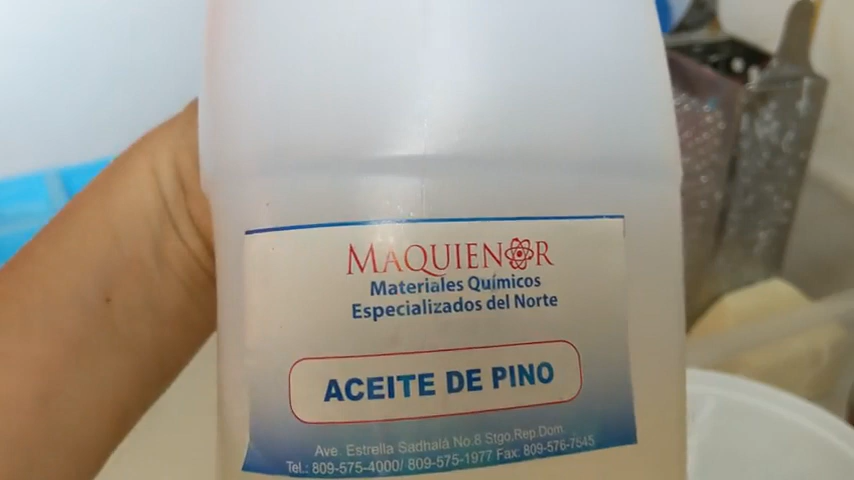 MAQUIENOR
Materiales Químicos
Especializados del Norte
ACEITE DE PINO
Ave. Estrella Sadhalá No.8 Stgo,Rep.Dom.
Tel.: 809-575-4000/ 809-575-1977 Fax: 809-576-7545